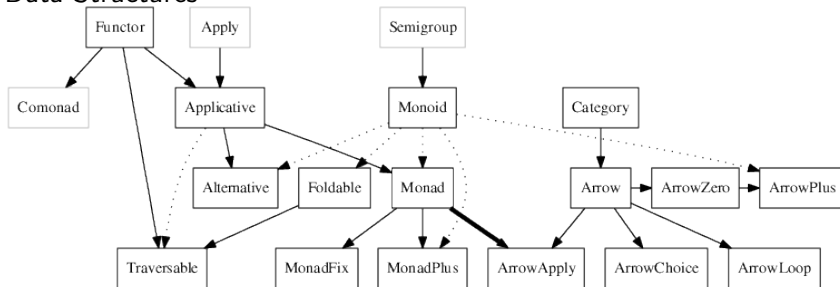 Data Structures
Functor Apply Semigroup
Comonad Applicative Monoid Category
Alternative Foldable Monad Arrow ArrowZero ArrowPlus
Traversable MonadFix MonadPlus ArrowApply ArrowChoice ArrowLoop